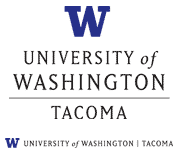 W
UNIVERSITY of
WASHINGTON
TACOMA
W UNIVERSITY of WASHINGTON | TACOMA